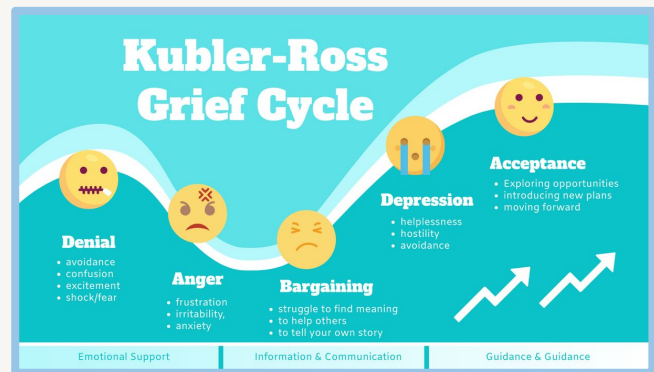 Kubler-Ross
Grief Cycle
Denial
• avoidance
• confusion
• excitement
• shock/fear
Anger
• frustration
• irritability,
• anxiety
Bargaining
• struggle to find meaning
• to help others
• to tell your own story
Depression
• helplessness
• hostility
• avoidance
Acceptance
• Exploring opportunities
• introducing new plans
• moving forward
Emotional Support
Information & Communication
Guidance & Guidance